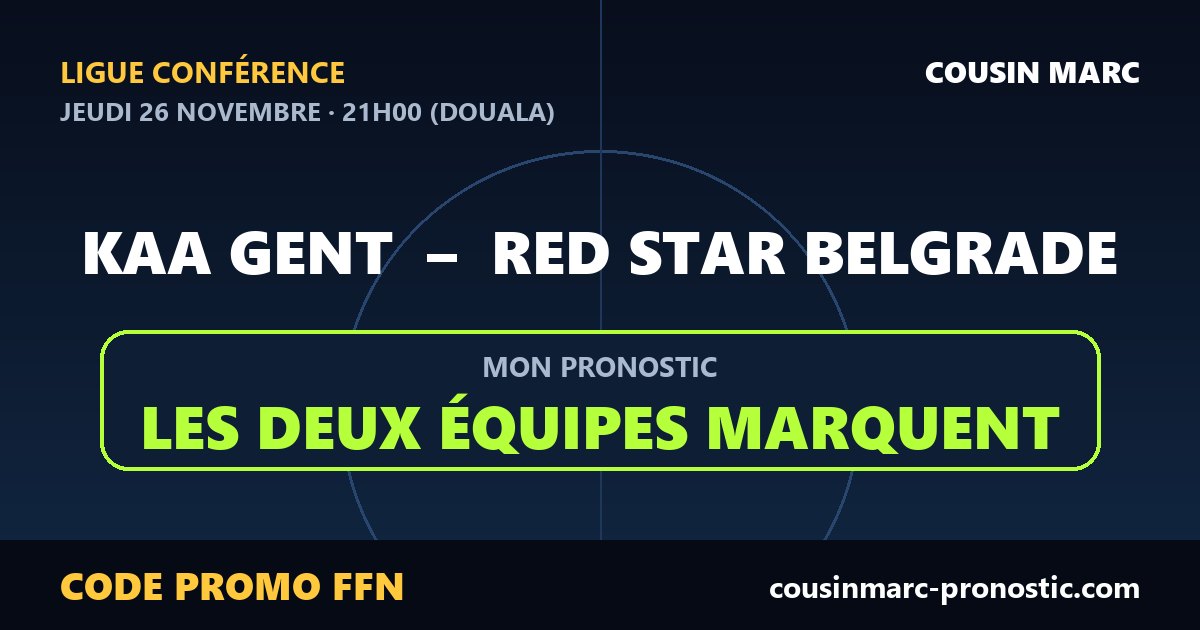 LIGUE CONFÉRENCE
COUSIN MARC
JEUDI 26 NOVEMBRE · 21H00 (DOUALA)
KAA GENT – RED STAR BELGRADE
MON PRONOSTIC
LES DEUX ÉQUIPES MARQUENT
CODE PROMO FFN
cousinmarc-pronostic.com